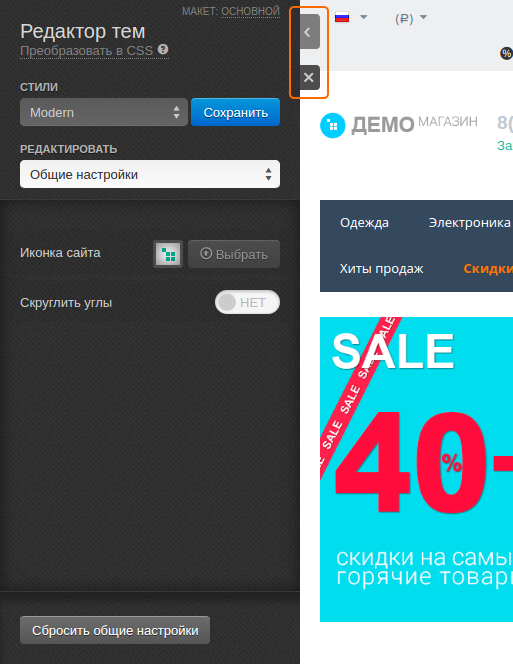 МАКЕТ: ОСНОВНОЙ
Редактор тем
Преобразовать в CSS ?
СТИЛИ
Modern
Сохранить
РЕДАКТИРОВАТЬ
Общие настройки
Иконка сайта
Выбрать
Скруглить углы
НЕТ
Сбросить общие настройки
(₽)
%
ДЕМО МАГАЗИН
8(
За
Одежда
Электроника
Хиты продаж
Скидки
SALE
SALE SALE SALE SALE
40-
%
скидки на самы
горячие товары